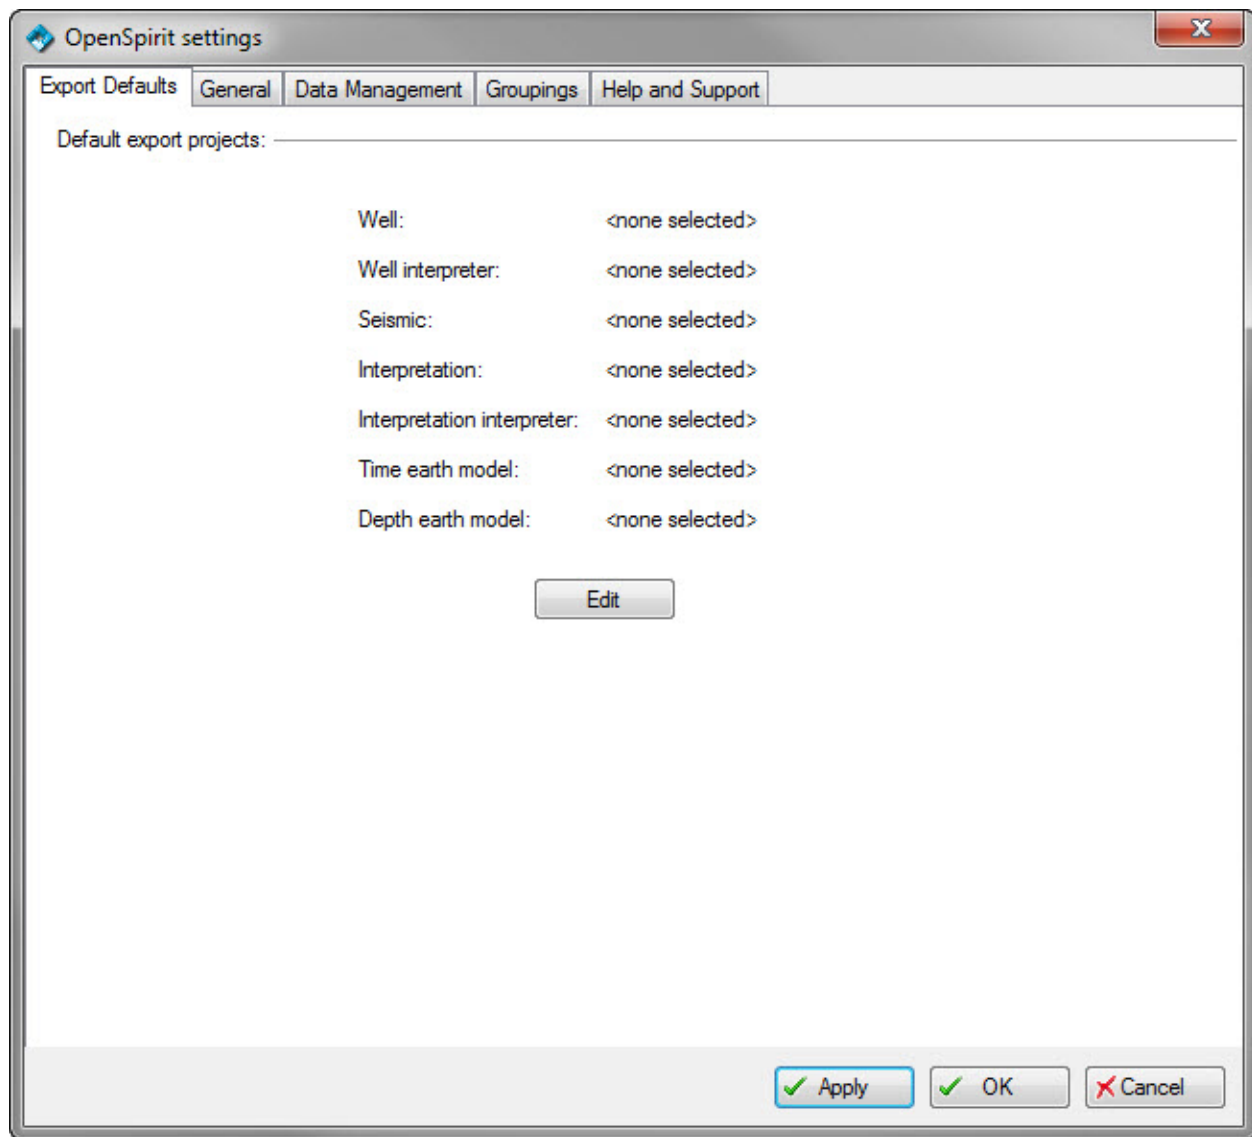 OpenSpirit settings
Export Defaults General Data Management Groupings Help and Support
Default export projects:
Well: <none selected>
Well interpreter: <none selected>
Seismic: <none selected>
Interpretation: <none selected>
Interpretation interpreter: <none selected>
Time earth model: <none selected>
Depth earth model: <none selected>
Edit
Apply OK Cancel